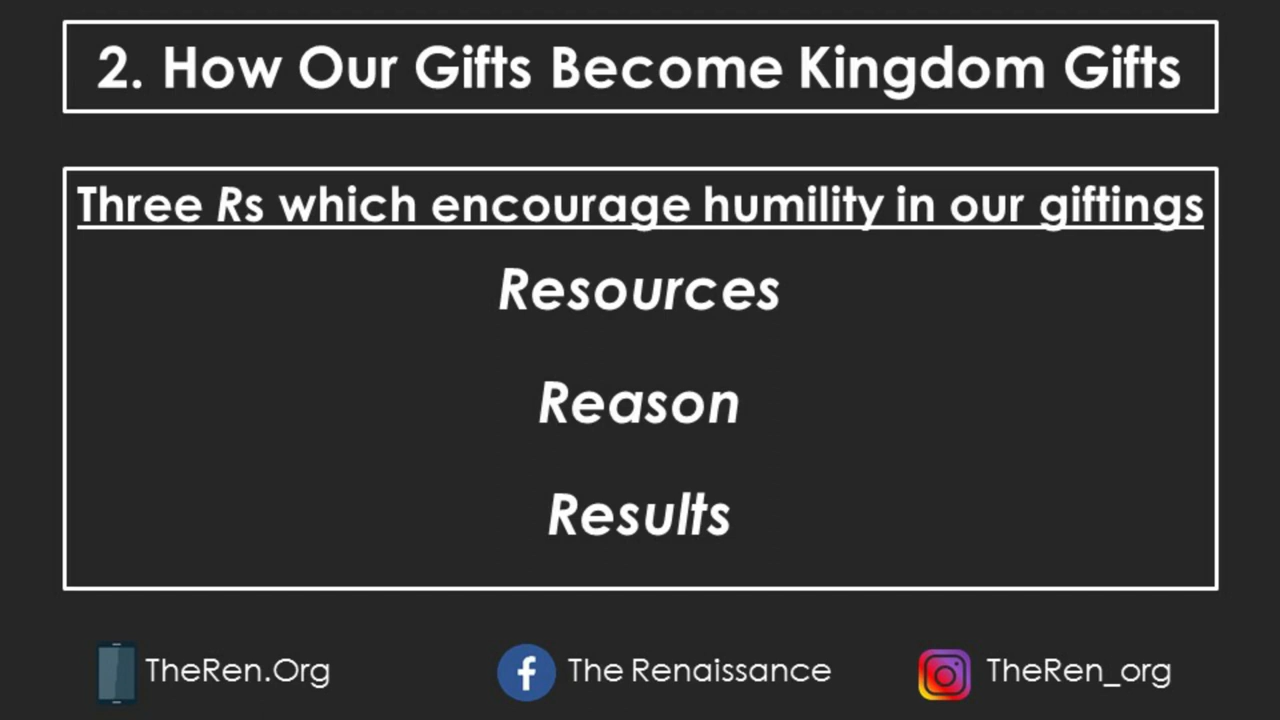 2. How Our Gifts Become Kingdom Gifts
Three Rs which encourage humility in our giftings
Resources
Reason
Results
TheRen.Org
The Renaissance
TheRen_org